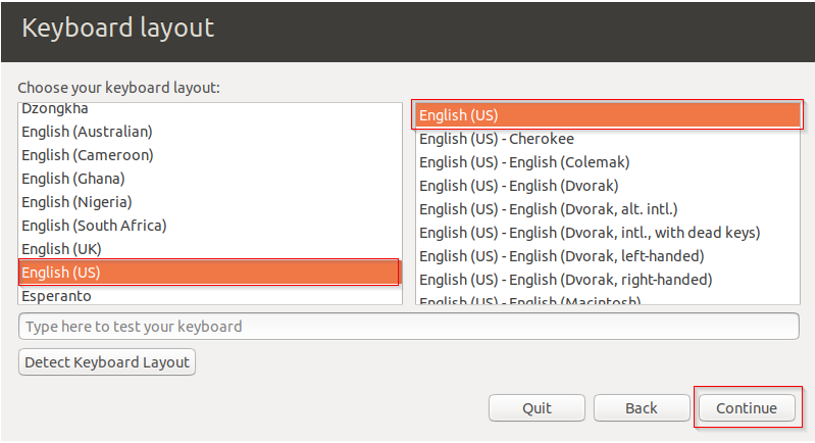 Keyboard layout
Choose your keyboard layout:
Dzongkha
English (Australian)
English (Cameroon)
English (Ghana)
English (Nigeria)
English (South Africa)
English (UK)
English (US)
Esperanto
English (US)
English (US) - Cherokee
English (US) - English (Colemak)
English (US) - English (Dvorak)
English (US) - English (Dvorak, alt. intl.)
English (US) - English (Dvorak, intl., with dead keys)
English (US) - English (Dvorak, left-handed)
English (US) - English (Dvorak, right-handed)
English (US) - English (Macintosh)
Type here to test your keyboard
Detect Keyboard Layout
Quit
Back
Continue